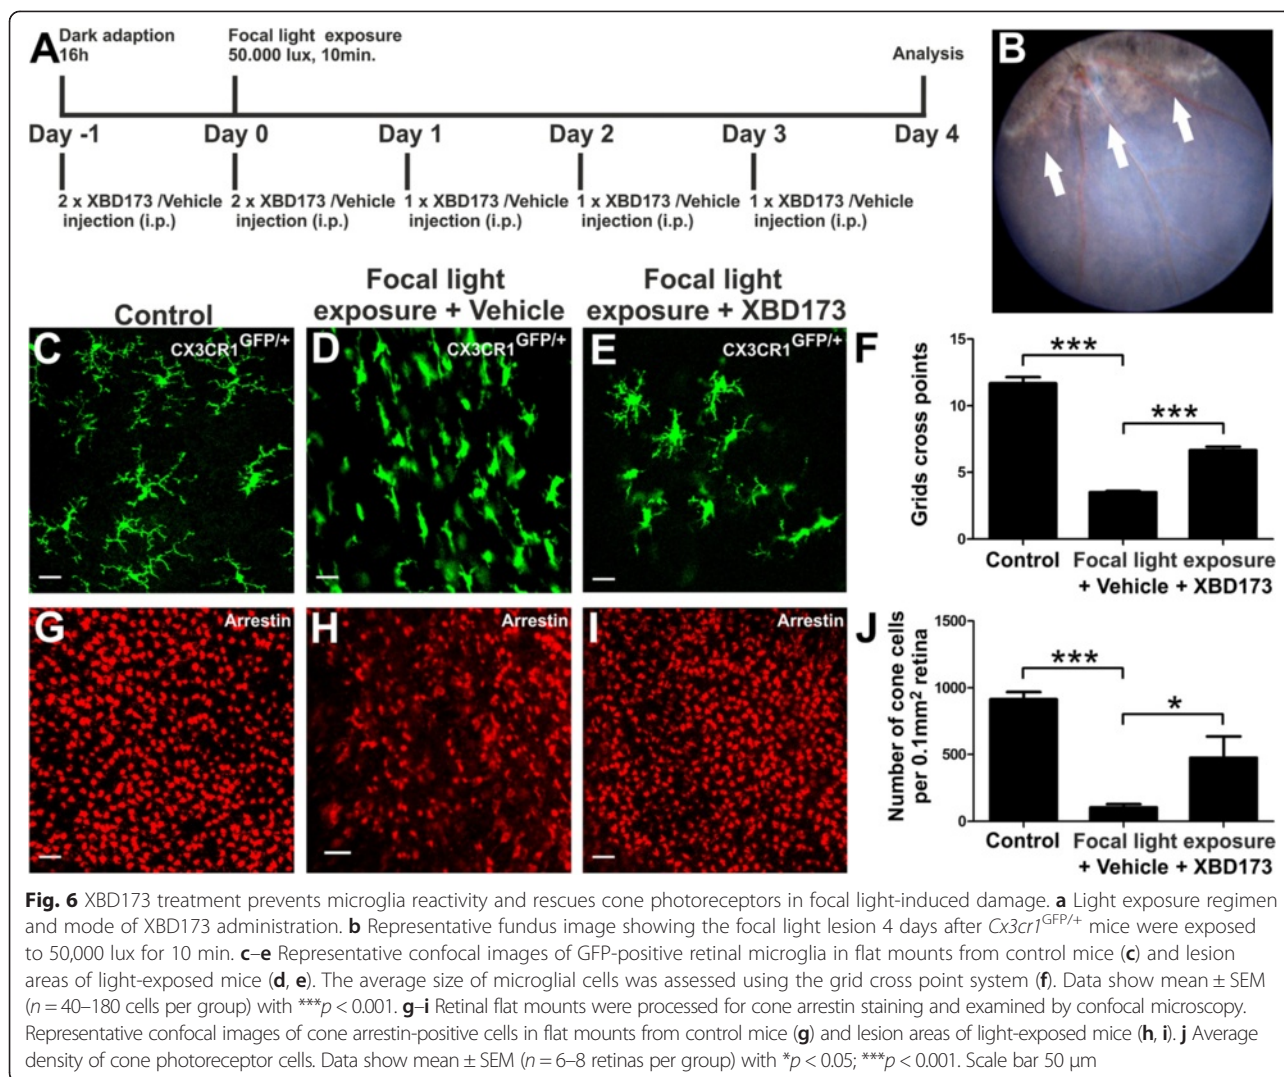 A
Dark adaption
16h
Focal light exposure
50.000 lux, 10min.
Analysis
Day -1
Day 0
Day 1
Day 2
Day 3
Day 4
2 x XBD173 /Vehicle
injection (i.p.)
2 x XBD173 /Vehicle
injection (i.p.)
1 x XBD173 /Vehicle
injection (i.p.)
1 x XBD173 /Vehicle
injection (i.p.)
1 x XBD173 /Vehicle
injection (i.p.)
B
Control
Focal light
exposure + Vehicle
Focal light
exposure + XBD173
C
CX3CR1GFP/+
D
CX3CR1GFP/+
E
CX3CR1GFP/+
F
Grids cross points
15
10
5
0
***
***
Control
Focal light exposure
+ Vehicle + XBD173
G
Arrestin
H
Arrestin
I
Arrestin
J
Number of cone cells
per 0.1mm² retina
1500
1000
500
0
***
*
Control
Focal light exposure
+ Vehicle + XBD173
Fig. 6 XBD173 treatment prevents microglia reactivity and rescues cone photoreceptors in focal light-induced damage. a Light exposure regimen
and mode of XBD173 administration. b Representative fundus image showing the focal light lesion 4 days after Cx3cr1GFP/+ mice were exposed
to 50,000 lux for 10 min. c–e Representative confocal images of GFP-positive retinal microglia in flat mounts from control mice (c) and lesion
areas of light-exposed mice (d, e). The average size of microglial cells was assessed using the grid cross point system (f). Data show mean ± SEM
(n = 40–180 cells per group) with ***p < 0.001. g–i Retinal flat mounts were processed for cone arrestin staining and examined by confocal microscopy.
Representative confocal images of cone arrestin-positive cells in flat mounts from control mice (g) and lesion areas of light-exposed mice (h, i). j Average
density of cone photoreceptor cells. Data show mean ± SEM (n = 6–8 retinas per group) with *p < 0.05; ***p < 0.001. Scale bar 50 μm